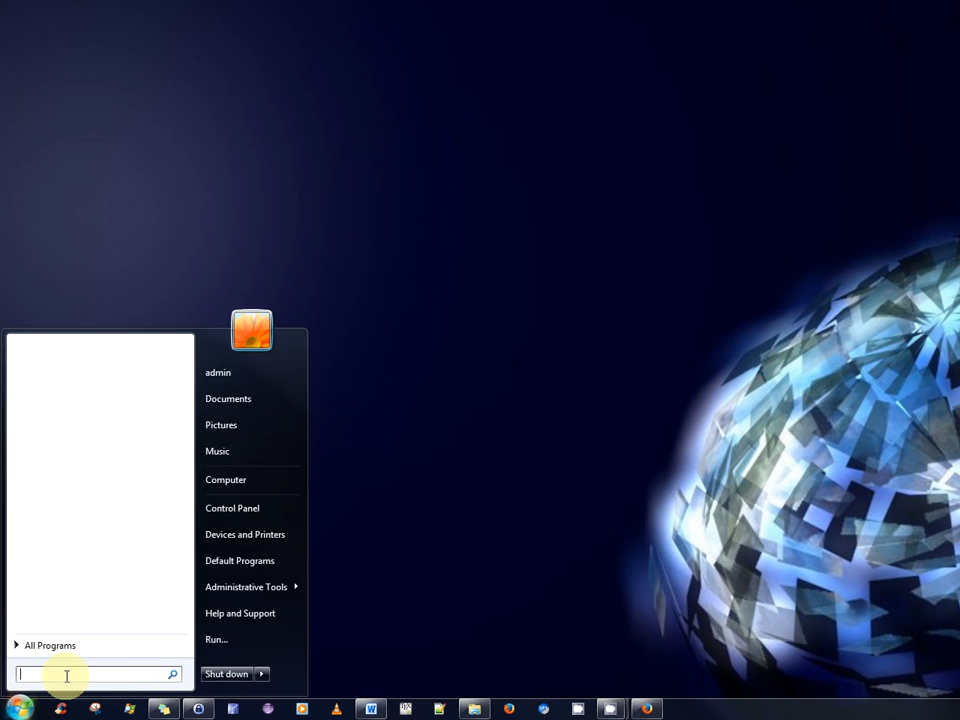 admin
Documents
Pictures
Music
Computer
Control Panel
Devices and Printers
Default Programs
Administrative Tools
Help and Support
Run...
All Programs
Shut down